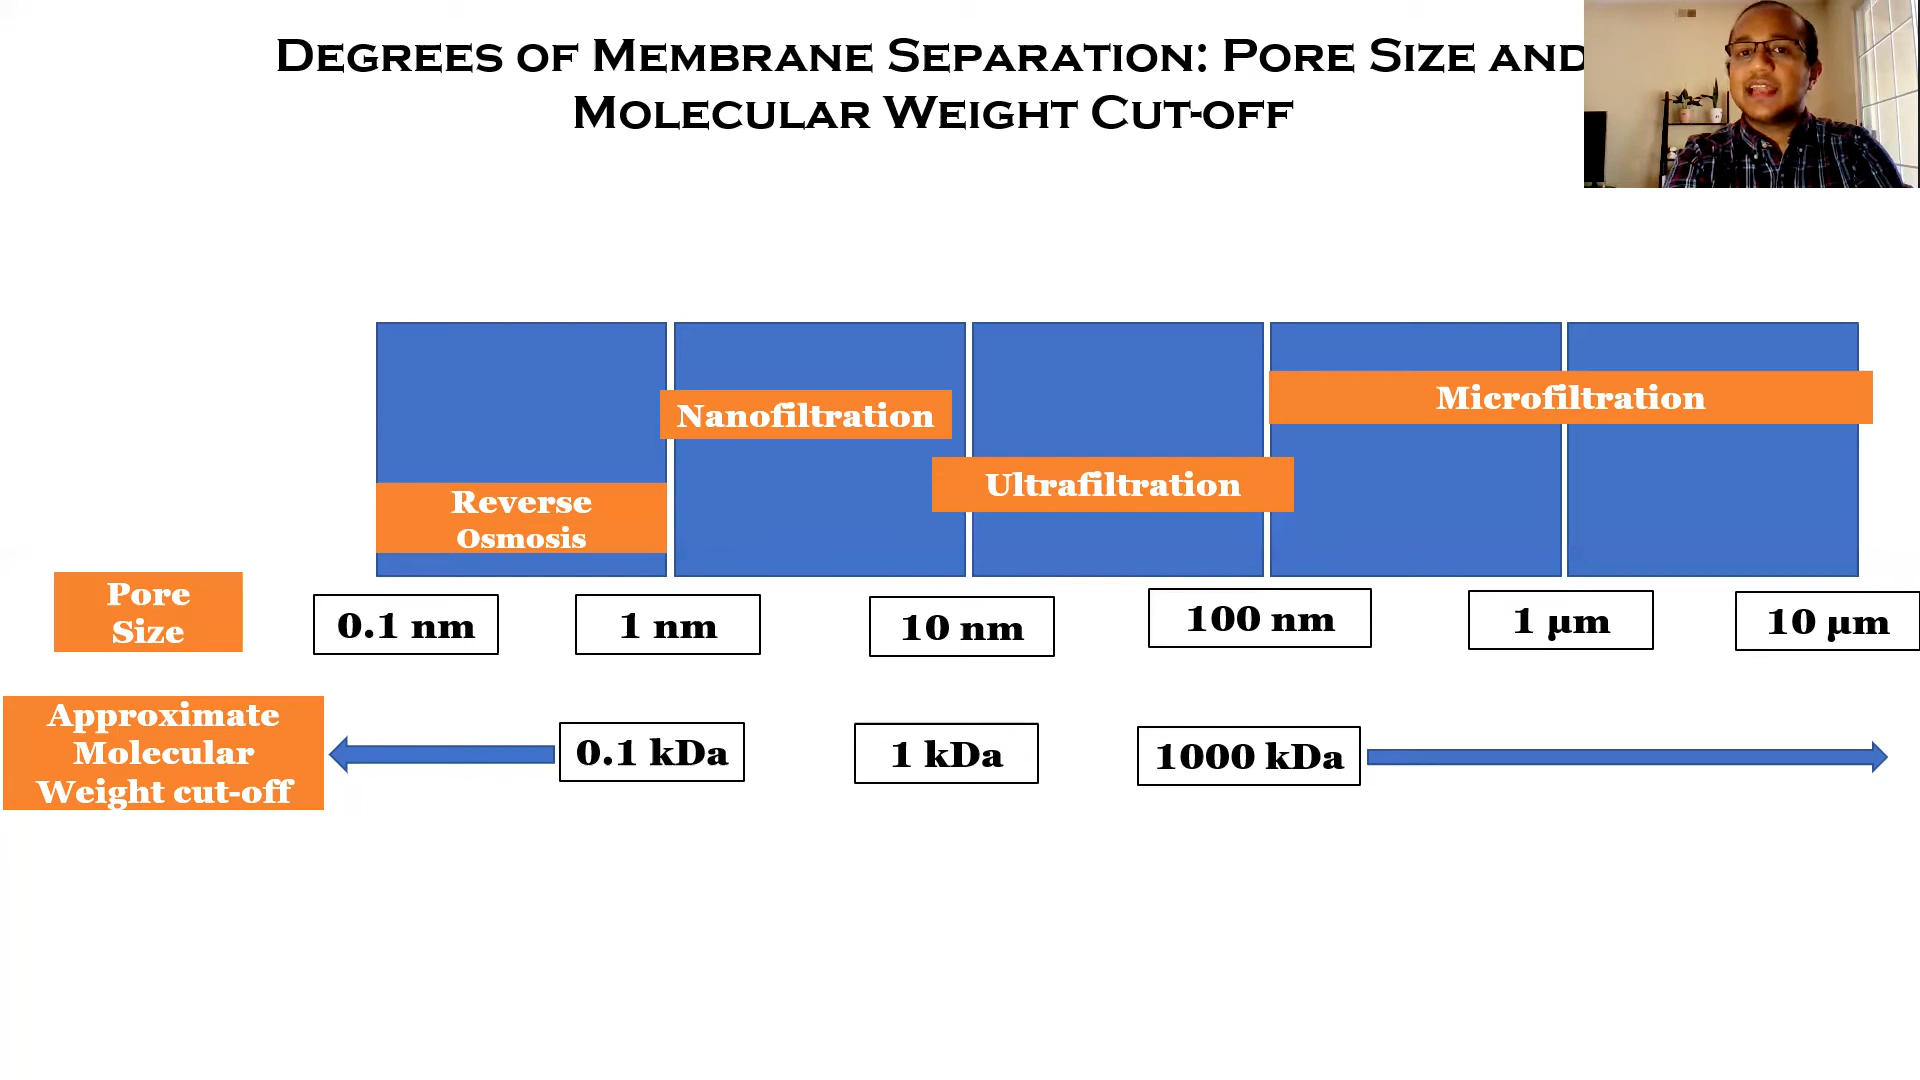 Degrees of Membrane Separation: Pore Size and
Molecular Weight Cut-off
Nanofiltration
Microfiltration
Ultrafiltration
Reverse
Osmosis
Pore
Size
0.1 nm
1 nm
10 nm
100 nm
1 µm
10 µm
Approximate
Molecular
Weight cut-off
0.1 kDa
1 kDa
1000 kDa